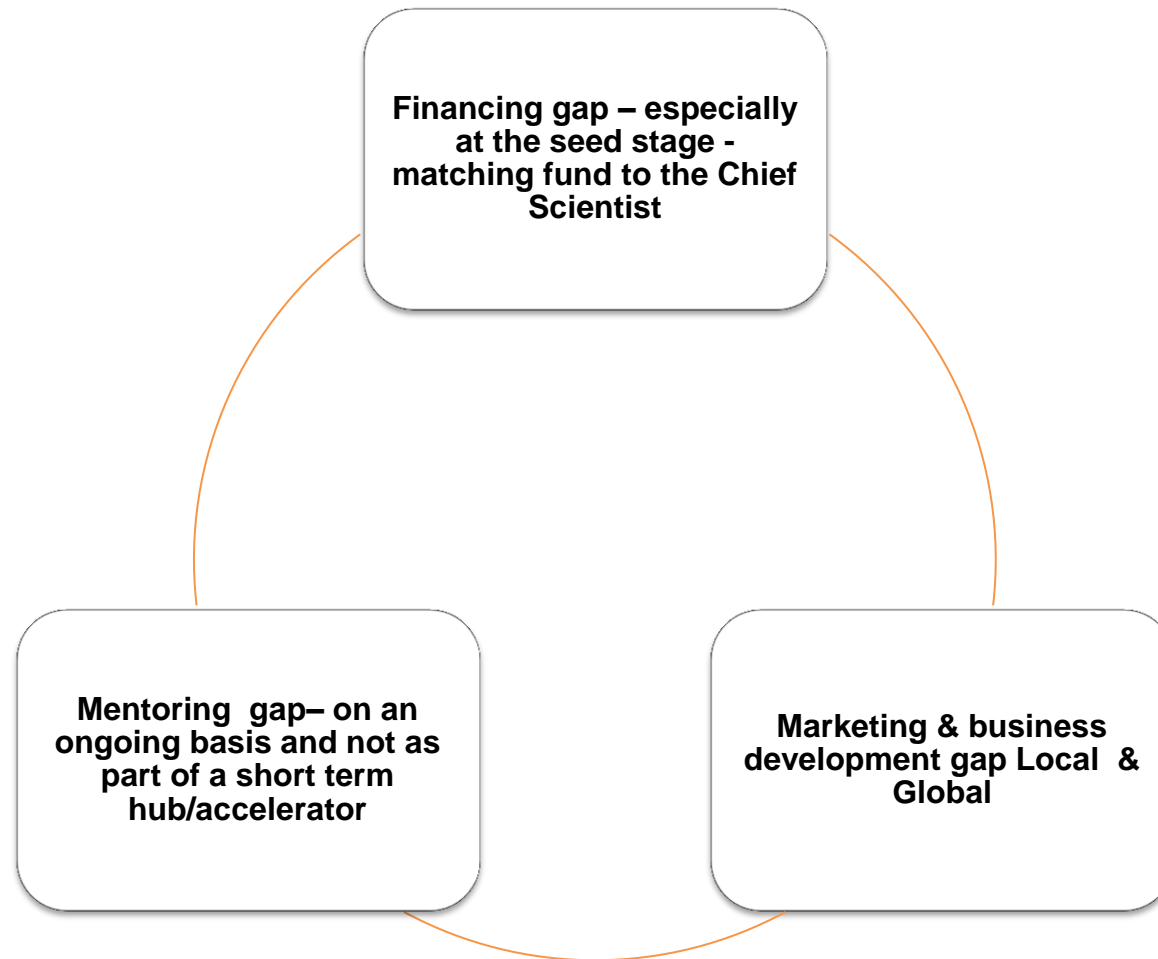 Financing gap – especially
at the seed stage -
matching fund to the Chief
Scientist
Mentoring  gap– on an
ongoing basis and not as
part of a short term
hub/accelerator
Marketing & business
development gap Local  &
Global